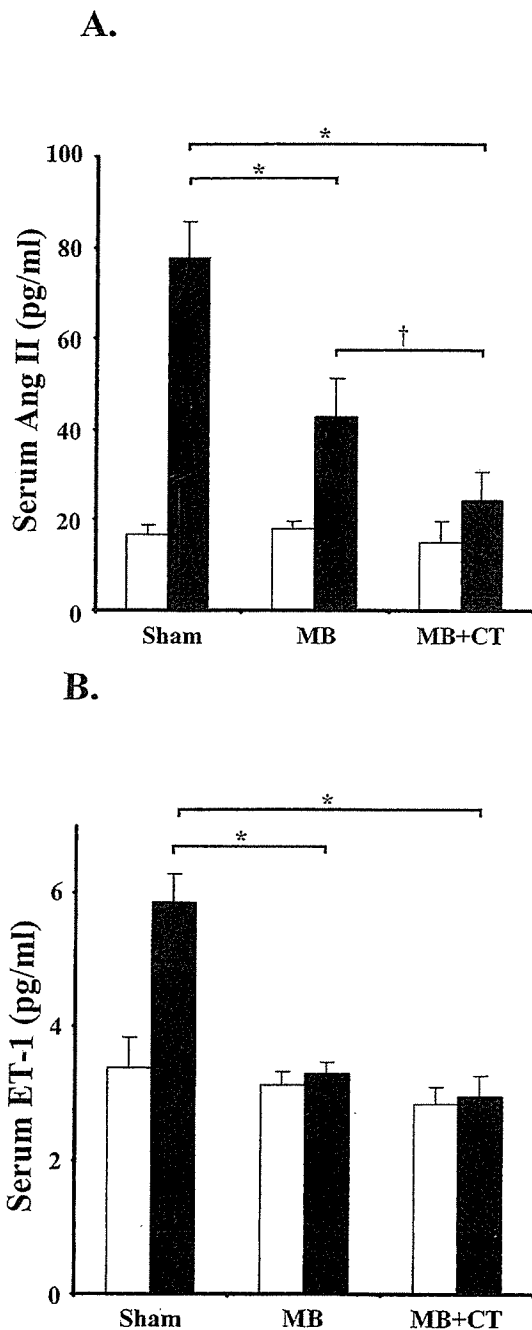 A.
*
100
*
80
Serum Ang II (pg/ml)
†
60
40
20
0
Sham MB MB+CT
B.
*
*
6
Serum ET-1 (pg/ml)
4
2
0
Sham MB MB+CT